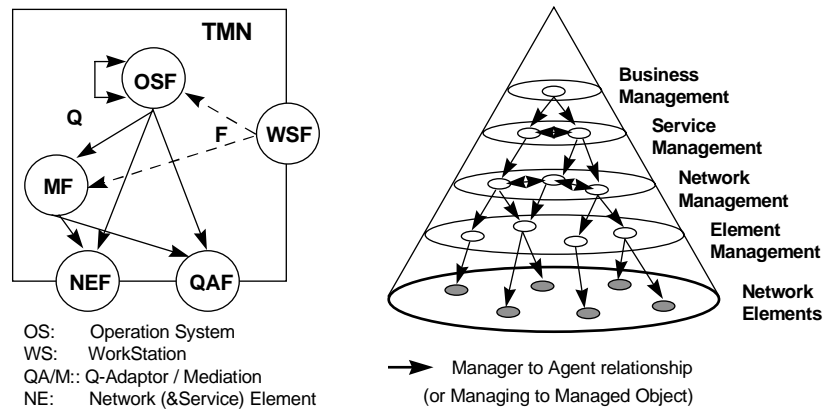 TMN
OSF
Q
F
WSF
MF
NEF
QAF
OS: Operation System
WS: WorkStation
QA/M:: Q-Adaptor / Mediation
NE: Network (&Service) Element
Business
Management
Service
Management
Network
Management
Element
Management
Network
Elements
Manager to Agent relationship
(or Managing to Managed Object)